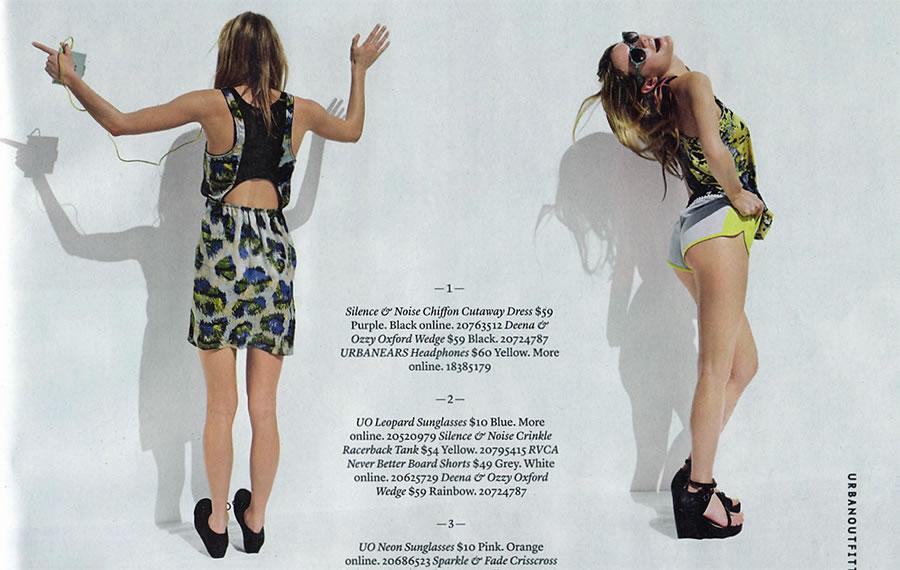 —1—
Silence & Noise Chiffon Cutaway Dress $59
Purple. Black online. 20763512 Deena &
Ozzy Oxford Wedge $59 Black. 20724787
URBANEARS Headphones $60 Yellow. More
online. 18385179
—2—
UO Leopard Sunglasses $10 Blue. More
online. 20520979 Silence & Noise Crinkle
Racerback Tank $54 Yellow. 20795415 RVCA
Never Better Board Shorts $49 Grey. White
online. 20625729 Deena & Ozzy Oxford
Wedge $59 Rainbow. 20724787
—3—
UO Neon Sunglasses $10 Pink. Orange
online. 20686523 Sparkle & Fade Crisscross
URBANOUTFIT